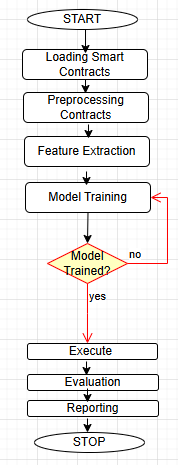 START
Loading Smart
Contracts
Preprocessing
Contracts
Feature Extraction
Model Training
Model
Trained?
no
yes
Execute
Evaluation
Reporting
STOP